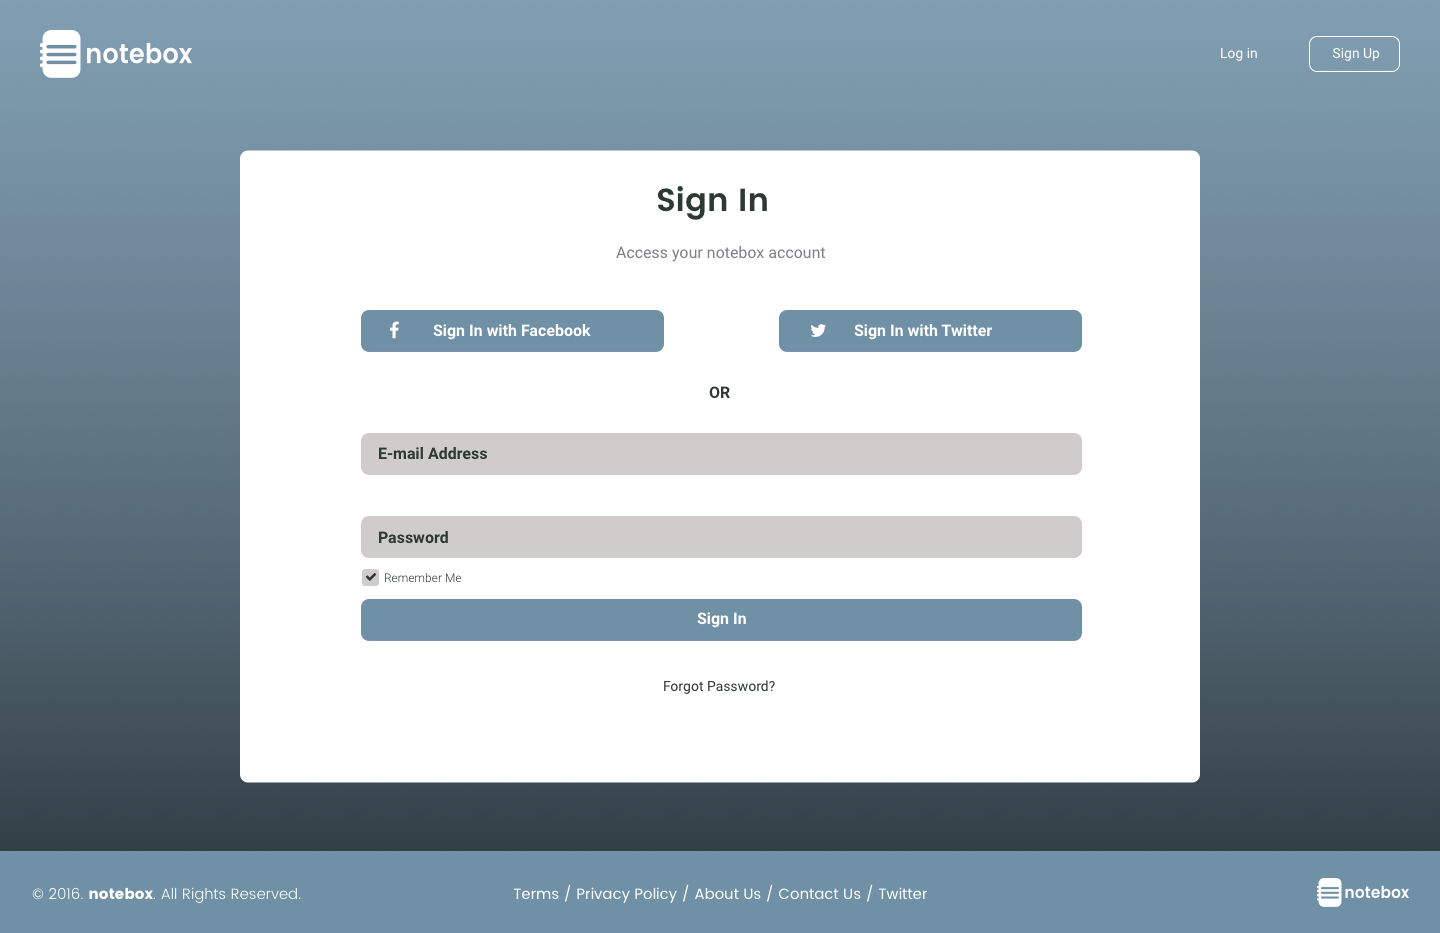 notebox
Log in
Sign Up
Sign In
Access your notebox account
Sign In with Facebook
Sign In with Twitter
OR
E-mail Address
Password
Remember Me
Sign In
Forgot Password?
© 2016. notebox. All Rights Reserved.
Terms / Privacy Policy / About Us / Contact Us / Twitter
notebox